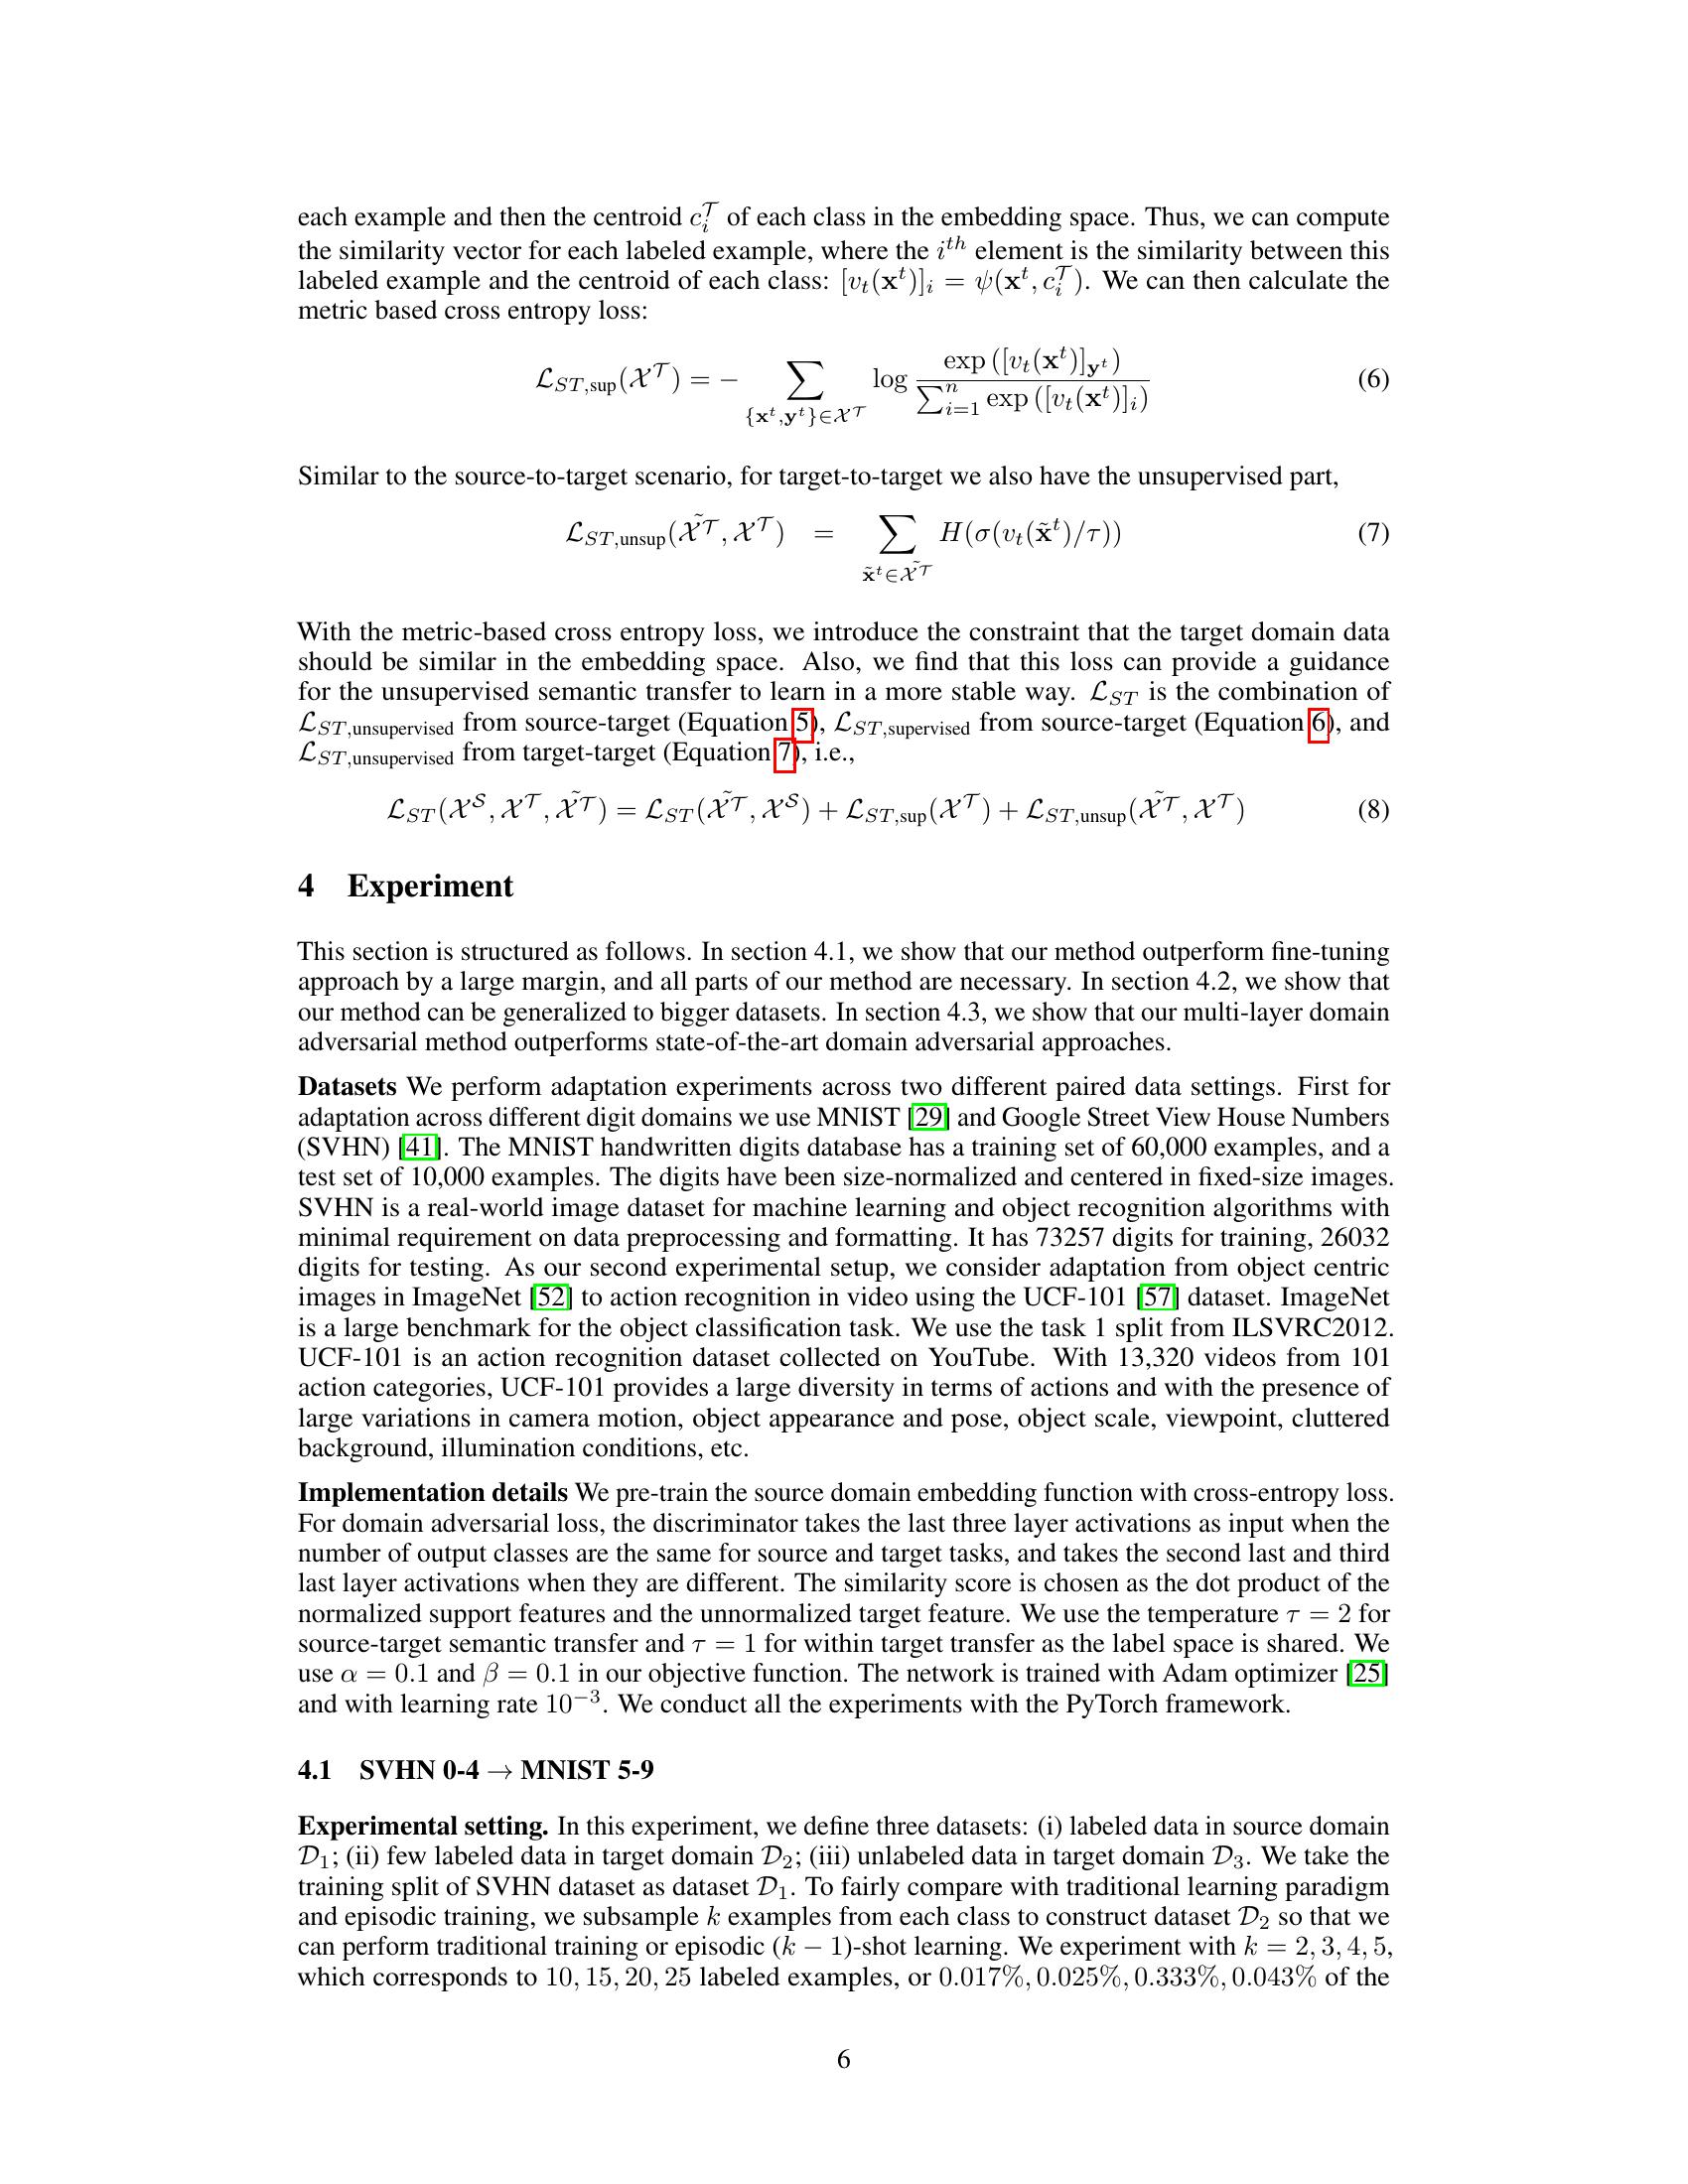 each example and then the centroid $c_i^{\mathcal{T}}$ of each class in the embedding space. Thus, we can compute
the similarity vector for each labeled example, where the $i^{th}$ element is the similarity between this
labeled example and the centroid of each class: $[v_t(\mathbf{x}^t)]_i = \psi(\mathbf{x}^t, c_i^{\mathcal{T}})$. We can then calculate the
metric based cross entropy loss:
$\mathcal{L}_{ST,\text{sup}}(\mathcal{X}^{\mathcal{T}}) = - \sum_{\{\mathbf{x}^t,\mathbf{y}^t\}\in\mathcal{X}^{\mathcal{T}}} \log \frac{\exp([v_t(\mathbf{x}^t)]_{\mathbf{y}^t})}{\sum_{i=1}^{n} \exp([v_t(\mathbf{x}^t)]_i)}$ (6)
Similar to the source-to-target scenario, for target-to-target we also have the unsupervised part,
$\mathcal{L}_{ST,\text{unsup}}(\tilde{\mathcal{X}^{\mathcal{T}}}, \mathcal{X}^{\mathcal{T}}) = \sum_{\tilde{\mathbf{x}}^t\in\tilde{\mathcal{X}^{\mathcal{T}}}} H(\sigma(v_t(\tilde{\mathbf{x}}^t)/\tau))$ (7)
With the metric-based cross entropy loss, we introduce the constraint that the target domain data
should be similar in the embedding space. Also, we find that this loss can provide a guidance
for the unsupervised semantic transfer to learn in a more stable way. $\mathcal{L}_{ST}$ is the combination of
$\mathcal{L}_{ST,\text{unsupervised}}$ from source-target (Equation 5), $\mathcal{L}_{ST,\text{supervised}}$ from source-target (Equation 6), and
$\mathcal{L}_{ST,\text{unsupervised}}$ from target-target (Equation 7), i.e.,
$\mathcal{L}_{ST}(\mathcal{X}^{\mathcal{S}}, \mathcal{X}^{\mathcal{T}}, \tilde{\mathcal{X}^{\mathcal{T}}}) = \mathcal{L}_{ST}(\tilde{\mathcal{X}^{\mathcal{T}}}, \mathcal{X}^{\mathcal{S}}) + \mathcal{L}_{ST,\text{sup}}(\mathcal{X}^{\mathcal{T}}) + \mathcal{L}_{ST,\text{unsup}}(\tilde{\mathcal{X}^{\mathcal{T}}}, \mathcal{X}^{\mathcal{T}})$ (8)
4 Experiment
This section is structured as follows. In section 4.1, we show that our method outperform fine-tuning
approach by a large margin, and all parts of our method are necessary. In section 4.2, we show that
our method can be generalized to bigger datasets. In section 4.3, we show that our multi-layer domain
adversarial method outperforms state-of-the-art domain adversarial approaches.
Datasets We perform adaptation experiments across two different paired data settings. First for
adaptation across different digit domains we use MNIST [29] and Google Street View House Numbers
(SVHN) [41]. The MNIST handwritten digits database has a training set of 60,000 examples, and a
test set of 10,000 examples. The digits have been size-normalized and centered in fixed-size images.
SVHN is a real-world image dataset for machine learning and object recognition algorithms with
minimal requirement on data preprocessing and formatting. It has 73257 digits for training, 26032
digits for testing. As our second experimental setup, we consider adaptation from object centric
images in ImageNet [52] to action recognition in video using the UCF-101 [57] dataset. ImageNet
is a large benchmark for the object classification task. We use the task 1 split from ILSVRC2012.
UCF-101 is an action recognition dataset collected on YouTube. With 13,320 videos from 101
action categories, UCF-101 provides a large diversity in terms of actions and with the presence of
large variations in camera motion, object appearance and pose, object scale, viewpoint, cluttered
background, illumination conditions, etc.
Implementation details We pre-train the source domain embedding function with cross-entropy loss.
For domain adversarial loss, the discriminator takes the last three layer activations as input when the
number of output classes are the same for source and target tasks, and takes the second last and third
last layer activations when they are different. The similarity score is chosen as the dot product of the
normalized support features and the unnormalized target feature. We use the temperature $\tau = 2$ for
source-target semantic transfer and $\tau = 1$ for within target transfer as the label space is shared. We
use $\alpha = 0.1$ and $\beta = 0.1$ in our objective function. The network is trained with Adam optimizer [25]
and with learning rate $10^{-3}$. We conduct all the experiments with the PyTorch framework.
4.1 SVHN 0-4 → MNIST 5-9
Experimental setting. In this experiment, we define three datasets: (i) labeled data in source domain
$\mathcal{D}_1$; (ii) few labeled data in target domain $\mathcal{D}_2$; (iii) unlabeled data in target domain $\mathcal{D}_3$. We take the
training split of SVHN dataset as dataset $\mathcal{D}_1$. To fairly compare with traditional learning paradigm
and episodic training, we subsample $k$ examples from each class to construct dataset $\mathcal{D}_2$ so that we
can perform traditional training or episodic $(k-1)$-shot learning. We experiment with $k = 2, 3, 4, 5$,
which corresponds to $10, 15, 20, 25$ labeled examples, or $0.017\%, 0.025\%, 0.333\%, 0.043\%$ of the
6